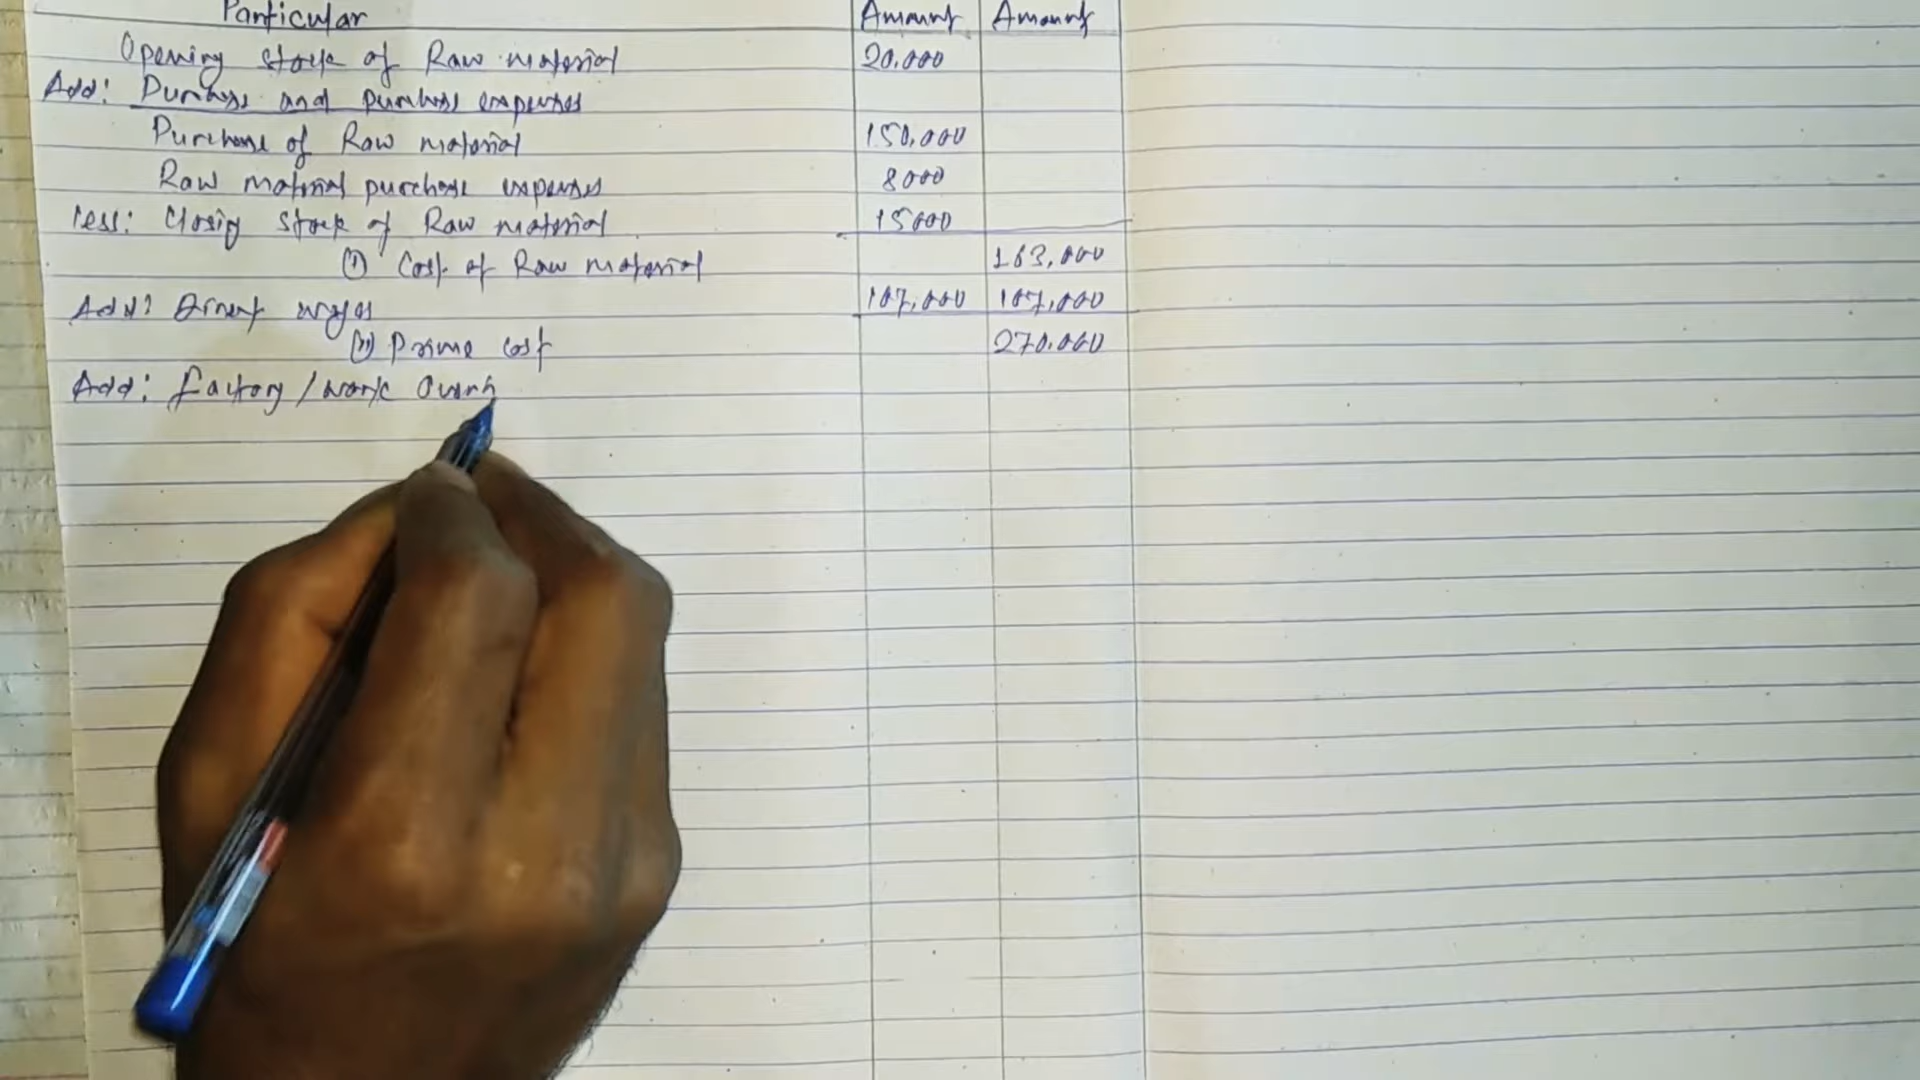 Particular Amount Amount
Opening stock of Raw material 20,000
Add: Purchase and purchase expenses
Purchase of Raw material 150,000
Raw material purchase expenses 8000
Less: Closig stock of Raw material 15000
(i) Cost of Raw material 163,000
Add: Direct wages 107,000 107,000
(ii) Prime cost 270,000
Add: factory / work Overh